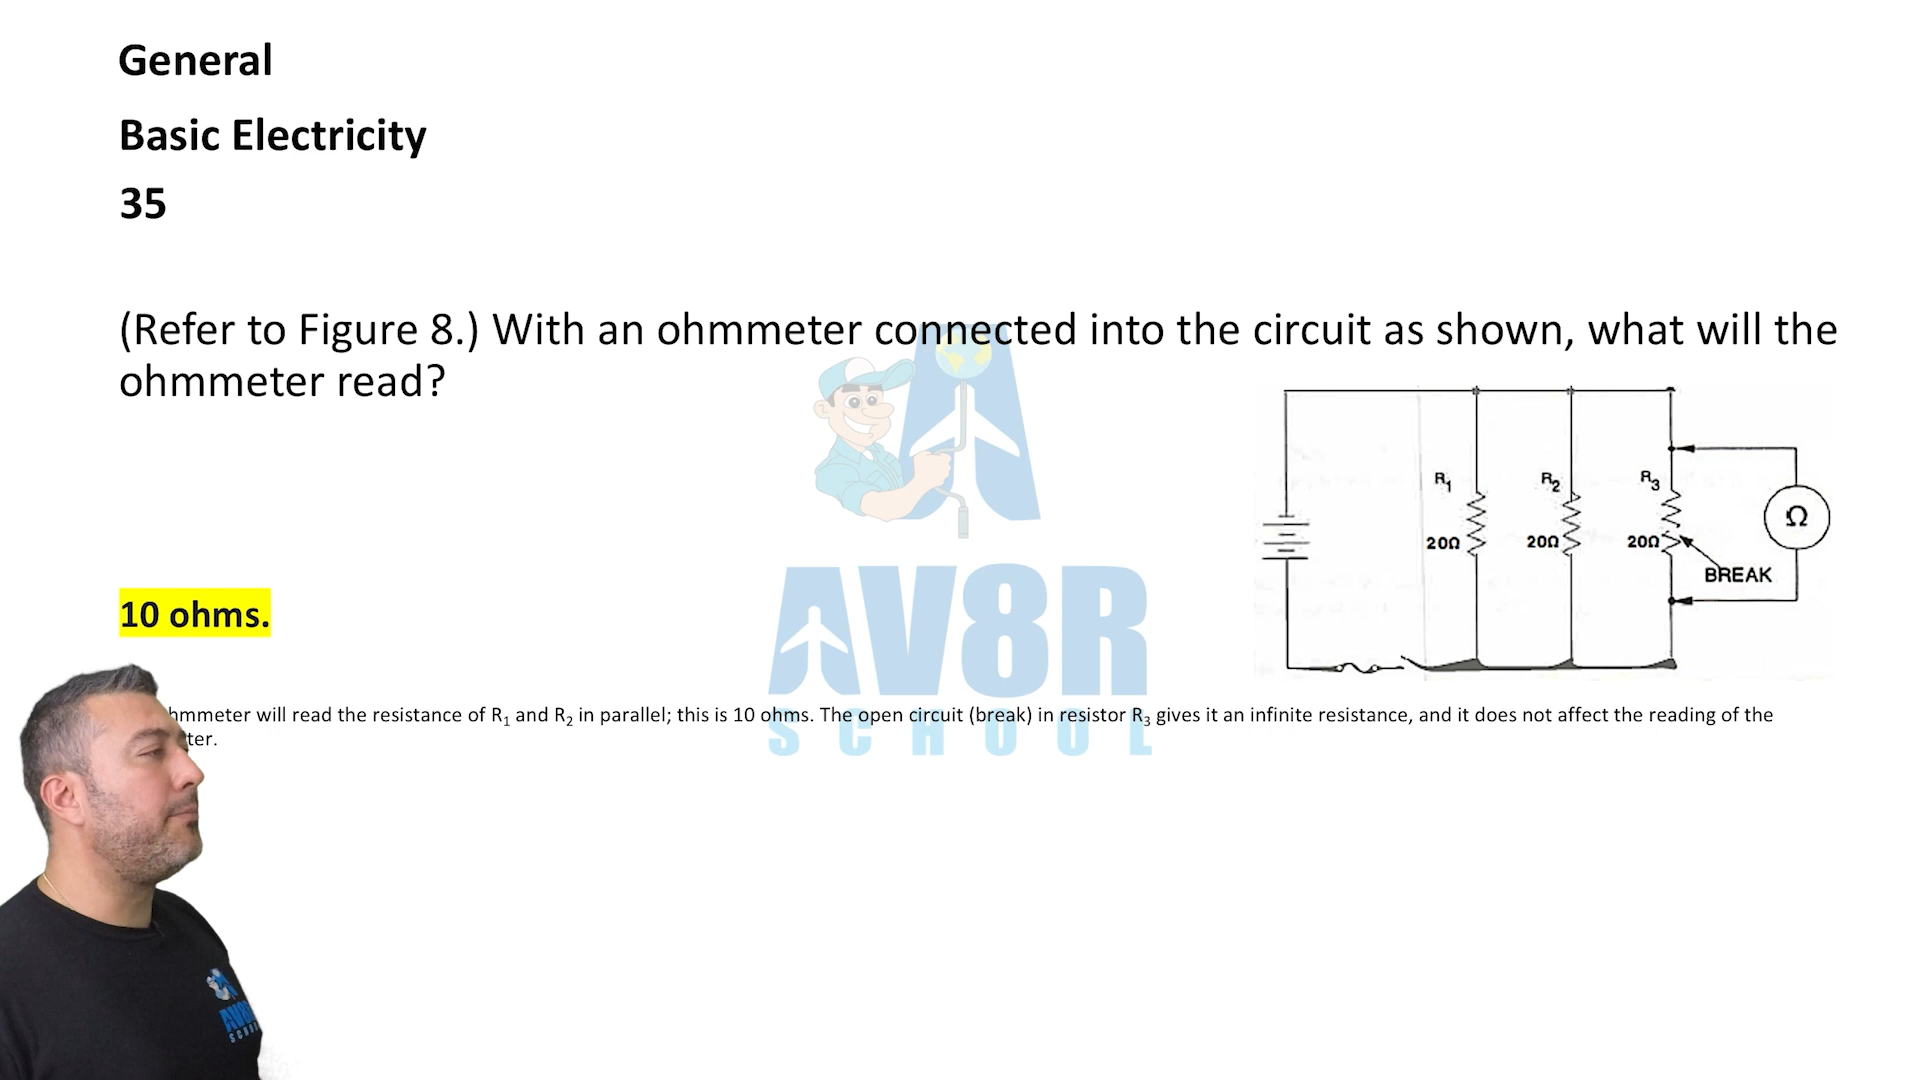 General
Basic Electricity
35
(Refer to Figure 8.) With an ohmmeter connected into the circuit as shown, what will the
ohmmeter read?
R1
R2
R3
20Ω
20Ω
20Ω
Ω
BREAK
10 ohms.
will read the resistance of R1 and R2 in parallel; this is 10 ohms. The open circuit (break) in resistor R3 gives it an infinite resistance, and it does not affect the reading of the
AV8R
SCHOOL
AV8R
SCHOOL